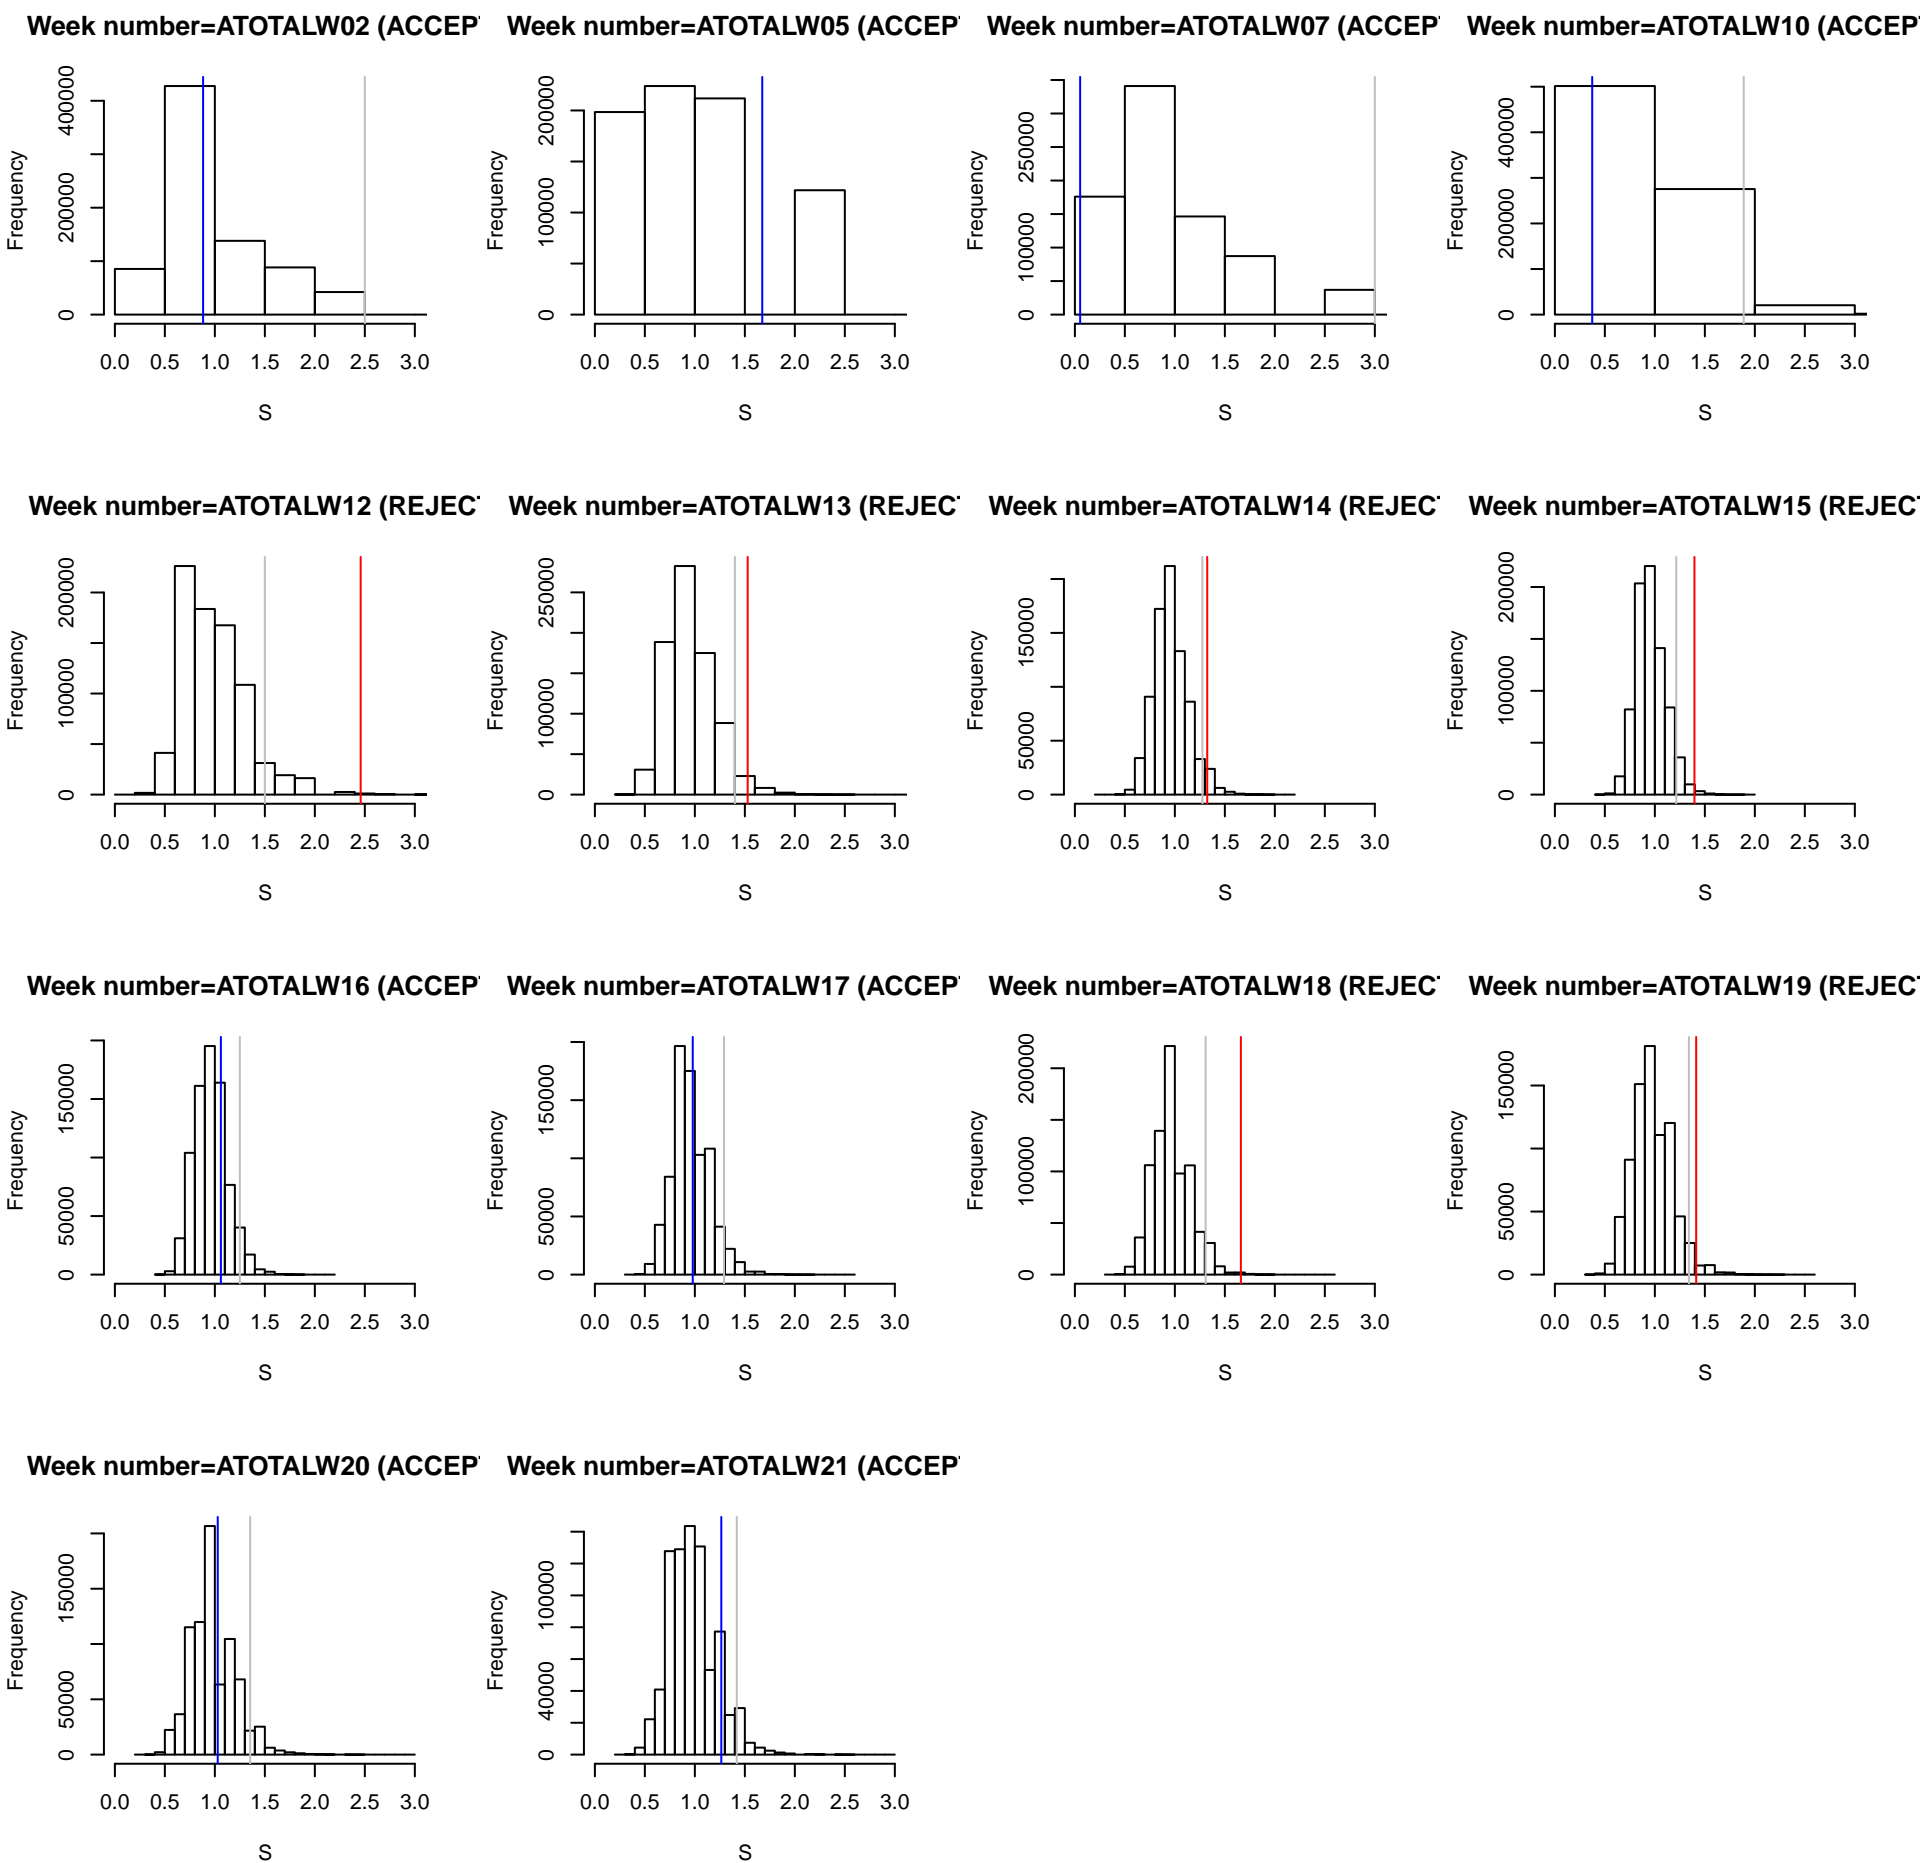 Week number=ATOTALW02 (ACCEP
Frequency
0 200000 400000
0.0 0.5 1.0 1.5 2.0 2.5 3.0
S
Week number=ATOTALW05 (ACCEP
Frequency
0 100000 200000
0.0 0.5 1.0 1.5 2.0 2.5 3.0
S
Week number=ATOTALW07 (ACCEP
Frequency
0 100000 250000
0.0 0.5 1.0 1.5 2.0 2.5 3.0
S
Week number=ATOTALW10 (ACCEP
Frequency
0 200000 400000
0.0 0.5 1.0 1.5 2.0 2.5 3.0
S
Week number=ATOTALW12 (REJEC
Frequency
0 100000 200000
0.0 0.5 1.0 1.5 2.0 2.5 3.0
S
Week number=ATOTALW13 (REJEC
Frequency
0 100000 250000
0.0 0.5 1.0 1.5 2.0 2.5 3.0
S
Week number=ATOTALW14 (REJEC
Frequency
0 50000 150000
0.0 0.5 1.0 1.5 2.0 2.5 3.0
S
Week number=ATOTALW15 (REJEC
Frequency
0 100000 200000
0.0 0.5 1.0 1.5 2.0 2.5 3.0
S
Week number=ATOTALW16 (ACCEP
Frequency
0 50000 150000
0.0 0.5 1.0 1.5 2.0 2.5 3.0
S
Week number=ATOTALW17 (ACCEP
Frequency
0 50000 150000
0.0 0.5 1.0 1.5 2.0 2.5 3.0
S
Week number=ATOTALW18 (REJEC
Frequency
0 100000 200000
0.0 0.5 1.0 1.5 2.0 2.5 3.0
S
Week number=ATOTALW19 (REJEC
Frequency
0 50000 150000
0.0 0.5 1.0 1.5 2.0 2.5 3.0
S
Week number=ATOTALW20 (ACCEP
Frequency
0 50000 150000
0.0 0.5 1.0 1.5 2.0 2.5 3.0
S
Week number=ATOTALW21 (ACCEP
Frequency
0 40000 100000
0.0 0.5 1.0 1.5 2.0 2.5 3.0
S